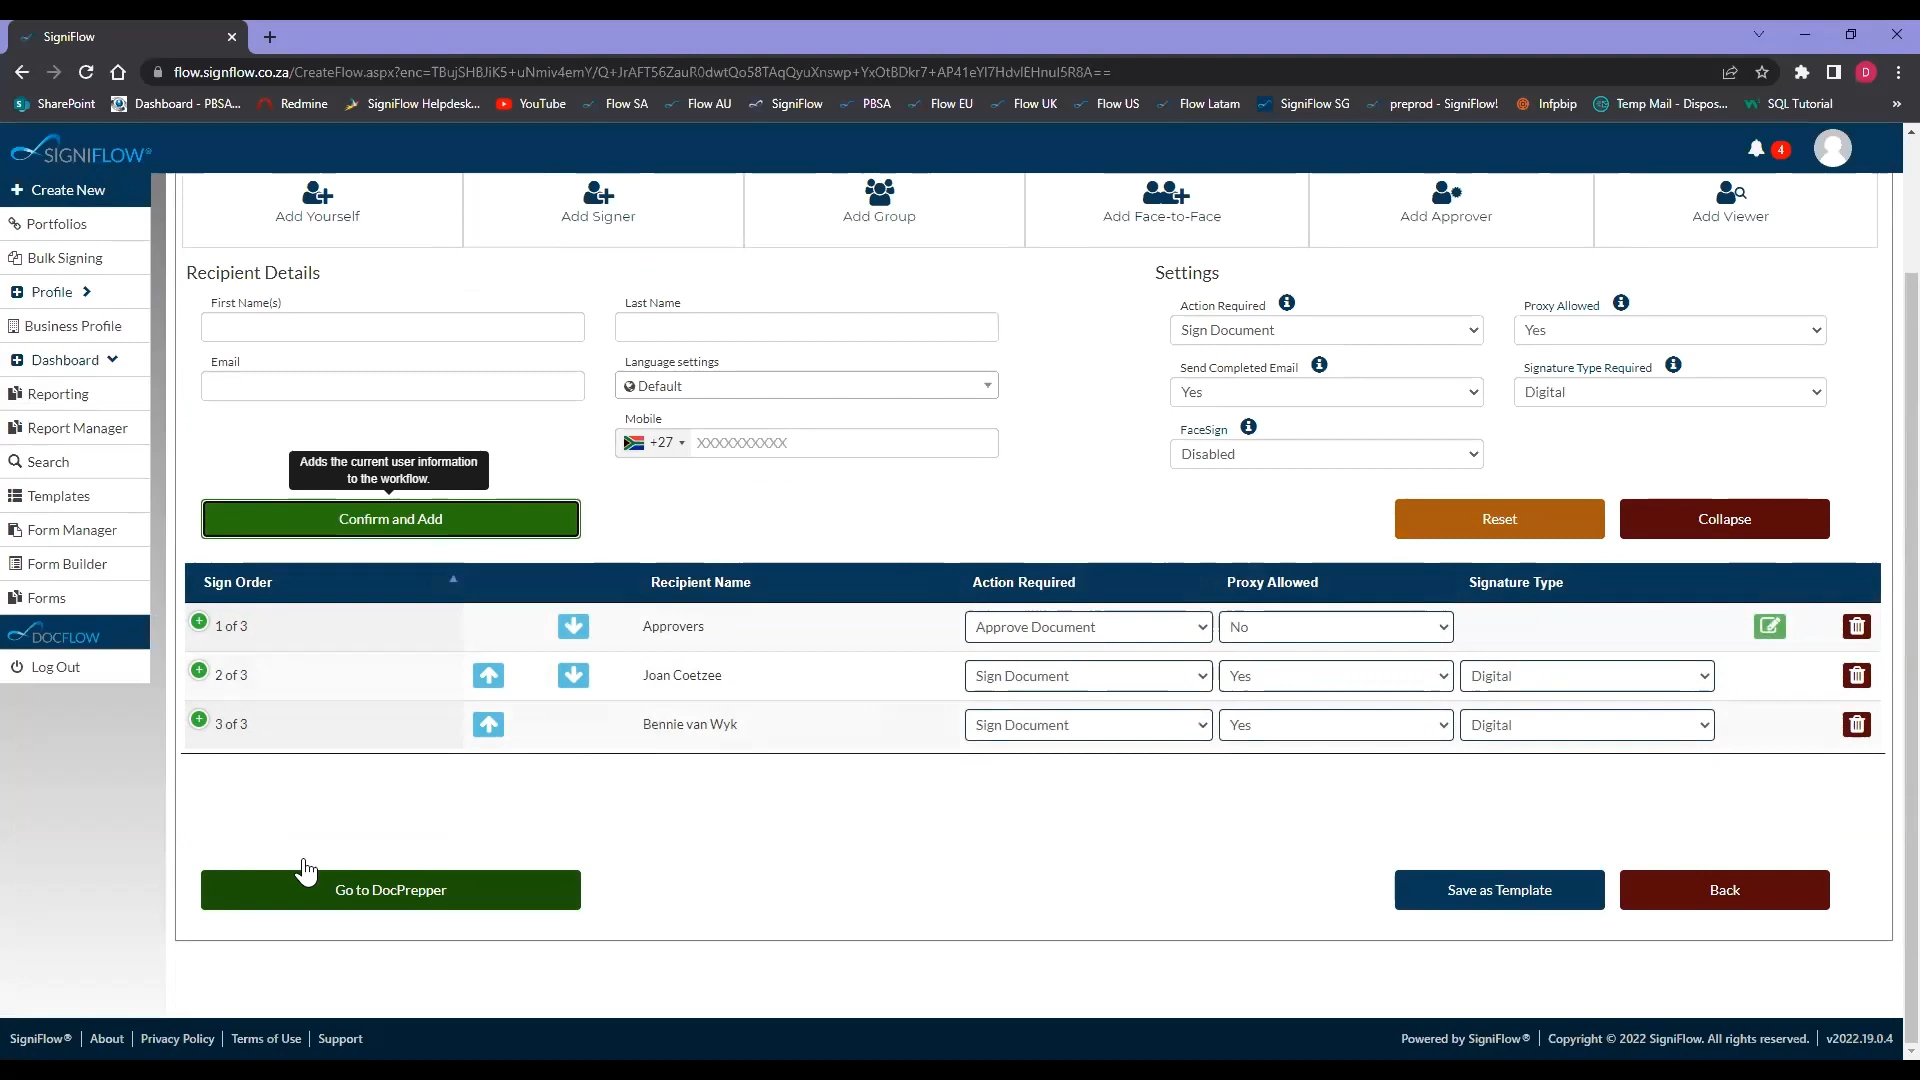 SigniFlow
flow.signflow.co.za/CreateFlow.aspx?enc=TBujSHBJiK5+uNmiv4emY/Q+JrAFT56ZauR0dwtQo58TAqQyuXnswp+YxOtBDkr7+AP41eYl7HdvlEHnuI5R8A==
D
SharePoint
Dashboard - PBSA...
Redmine
SigniFlow Helpdesk...
YouTube
Flow SA
Flow AU
SigniFlow
PBSA
Flow EU
Flow UK
Flow US
Flow Latam
SigniFlow SG
preprod - SigniFlow!
Infpbip
Temp Mail - Dispos...
SQL Tutorial
»
SIGNIFLOW®
4
Create New
Portfolios
Bulk Signing
Profile
Business Profile
Dashboard
Reporting
Report Manager
Search
Templates
Form Manager
Form Builder
Forms
DOCFLOW
Log Out
Add Yourself
Add Signer
Add Group
Add Face-to-Face
Add Approver
Add Viewer
Recipient Details
First Name(s)
Last Name
Email
Language settings
Default
Mobile
+27
XXXXXXXXXX
Adds the current user information
to the workflow.
Confirm and Add
Settings
Action Required
Sign Document
Proxy Allowed
Yes
Send Completed Email
Yes
Signature Type Required
Digital
FaceSign
Disabled
Reset
Collapse
Sign Order
Recipient Name
Action Required
Proxy Allowed
Signature Type
1 of 3
Approvers
Approve Document
No
2 of 3
Joan Coetzee
Sign Document
Yes
Digital
3 of 3
Bennie van Wyk
Sign Document
Yes
Digital
Go to DocPrepper
Save as Template
Back
SigniFlow® | About | Privacy Policy | Terms of Use | Support
Powered by SigniFlow® | Copyright © 2022 SigniFlow. All rights reserved. | v2022.19.0.4